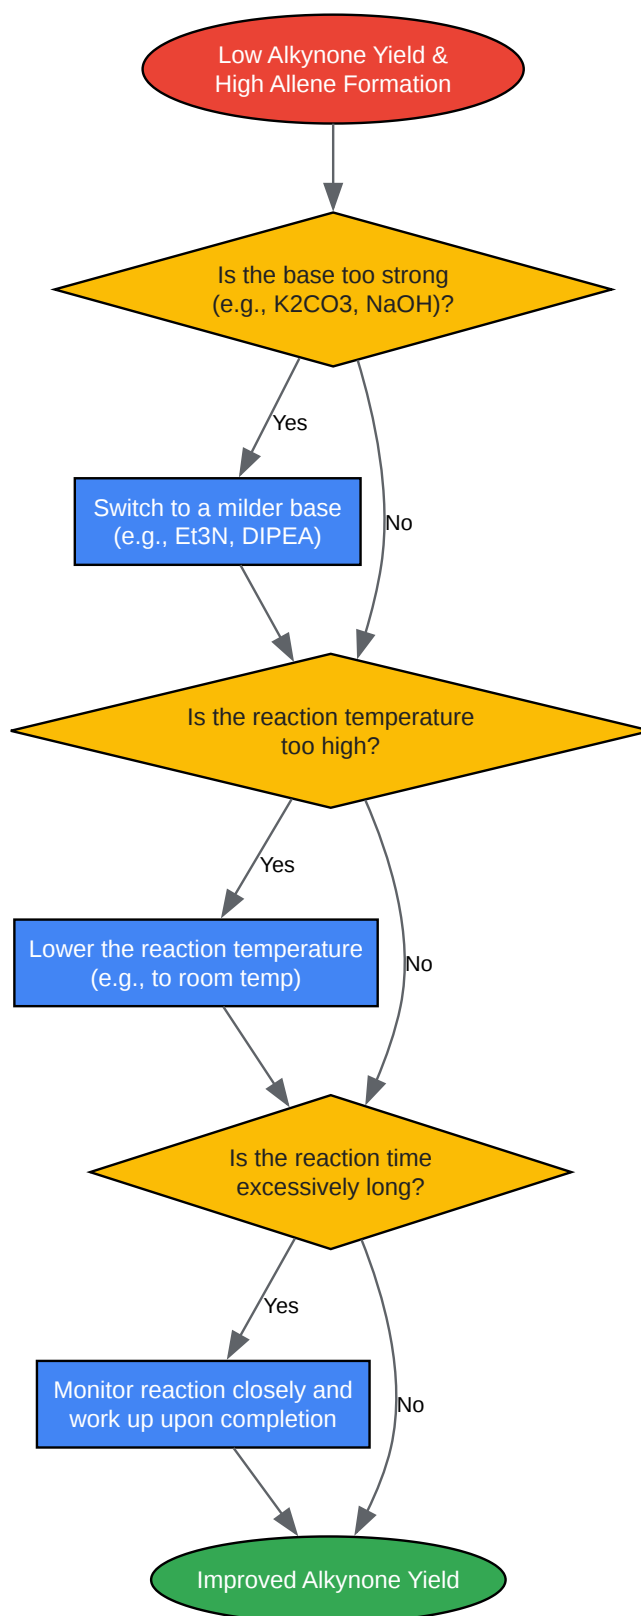 Low Alkynone Yield &
High Allene Formation
Is the base too strong
(e.g., K2CO3, NaOH)?
Yes
Switch to a milder base
(e.g., Et3N, DIPEA)
No
Is the reaction temperature
too high?
Yes
Lower the reaction temperature
(e.g., to room temp)
No
Is the reaction time
excessively long?
Yes
Monitor reaction closely and
work up upon completion
No
Improved Alkynone Yield